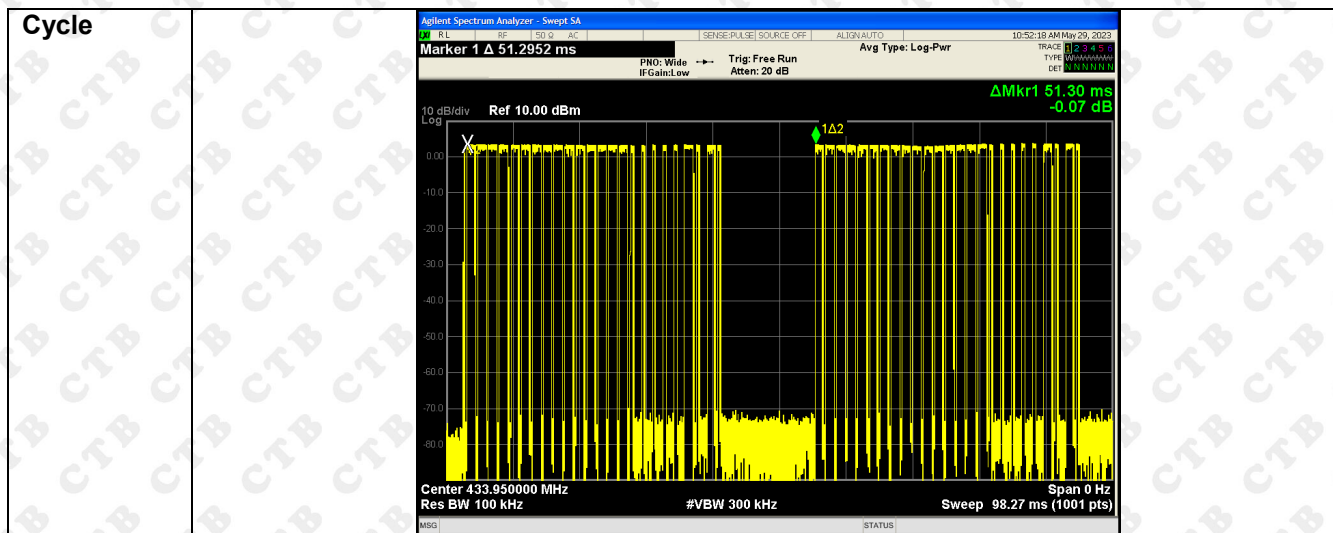 Cycle
Agilent Spectrum Analyzer - Swept SA
LXI RL RF 50 Ω AC SENSE:PULSE SOURCE OFF ALIGN AUTO 10:52:18 AM May 29, 2023
Marker 1 Δ 51.2952 ms
PNO: Wide
IFGain:Low
Trig: Free Run
Atten: 20 dB
Avg Type: Log-Pwr
TRACE 1 2 3 4 5 6
TYPE W
DET N N N N N N
ΔMkr1 51.30 ms
-0.07 dB
10 dB/div Ref 10.00 dBm
Log
1Δ2
X2
0.00
-10.0
-20.0
-30.0
-40.0
-50.0
-60.0
-70.0
-80.0
Center 433.950000 MHz Span 0 Hz
Res BW 100 kHz #VBW 300 kHz Sweep 98.27 ms (1001 pts)
MSG STATUS
CTB